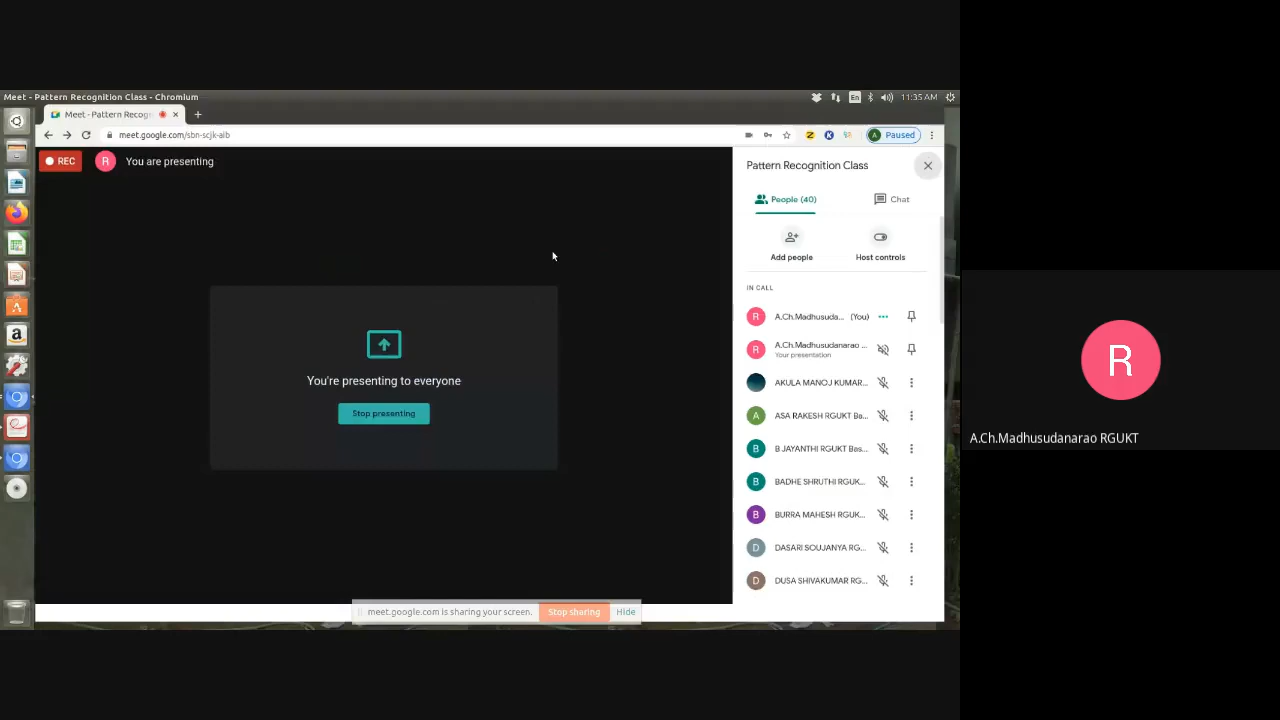 Meet - Pattern Recognition Class - Chromium
En
11:35 AM
Meet - Pattern Recog
meet.google.com/sbn-scjk-aib
A
Paused
REC
R
You are presenting
Pattern Recognition Class
People (40)
Chat
Add people
Host controls
IN CALL
R
A.Ch.Madhusuda... (You)
R
A.Ch.Madhusudanarao ...
Your presentation
AKULA MANOJ KUMAR...
A
ASA RAKESH RGUKT Ba...
B
B JAYANTHI RGUKT Bas...
B
BADHE SHRUTHI RGUK...
B
BURRA MAHESH RGUK...
D
DASARI SOUJANYA RG...
D
DUSA SHIVAKUMAR RG...
You're presenting to everyone
Stop presenting
meet.google.com is sharing your screen.
Stop sharing
Hide
R
A.Ch.Madhusudanarao RGUKT